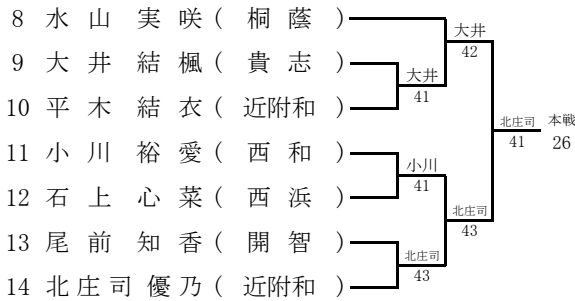 8 水山 実咲 ( 桐蔭 )
9 大井 結楓 ( 貴志 )
10 平木 結衣 ( 近附和 )
11 小川 裕愛 ( 西和 )
12 石上 心菜 ( 西浜 )
13 尾前 知香 ( 開智 )
14 北庄司 優乃 ( 近附和 )
大井
41
小川
41
北庄司
43
大井
42
北庄司
43
北庄司
41
本戦
26